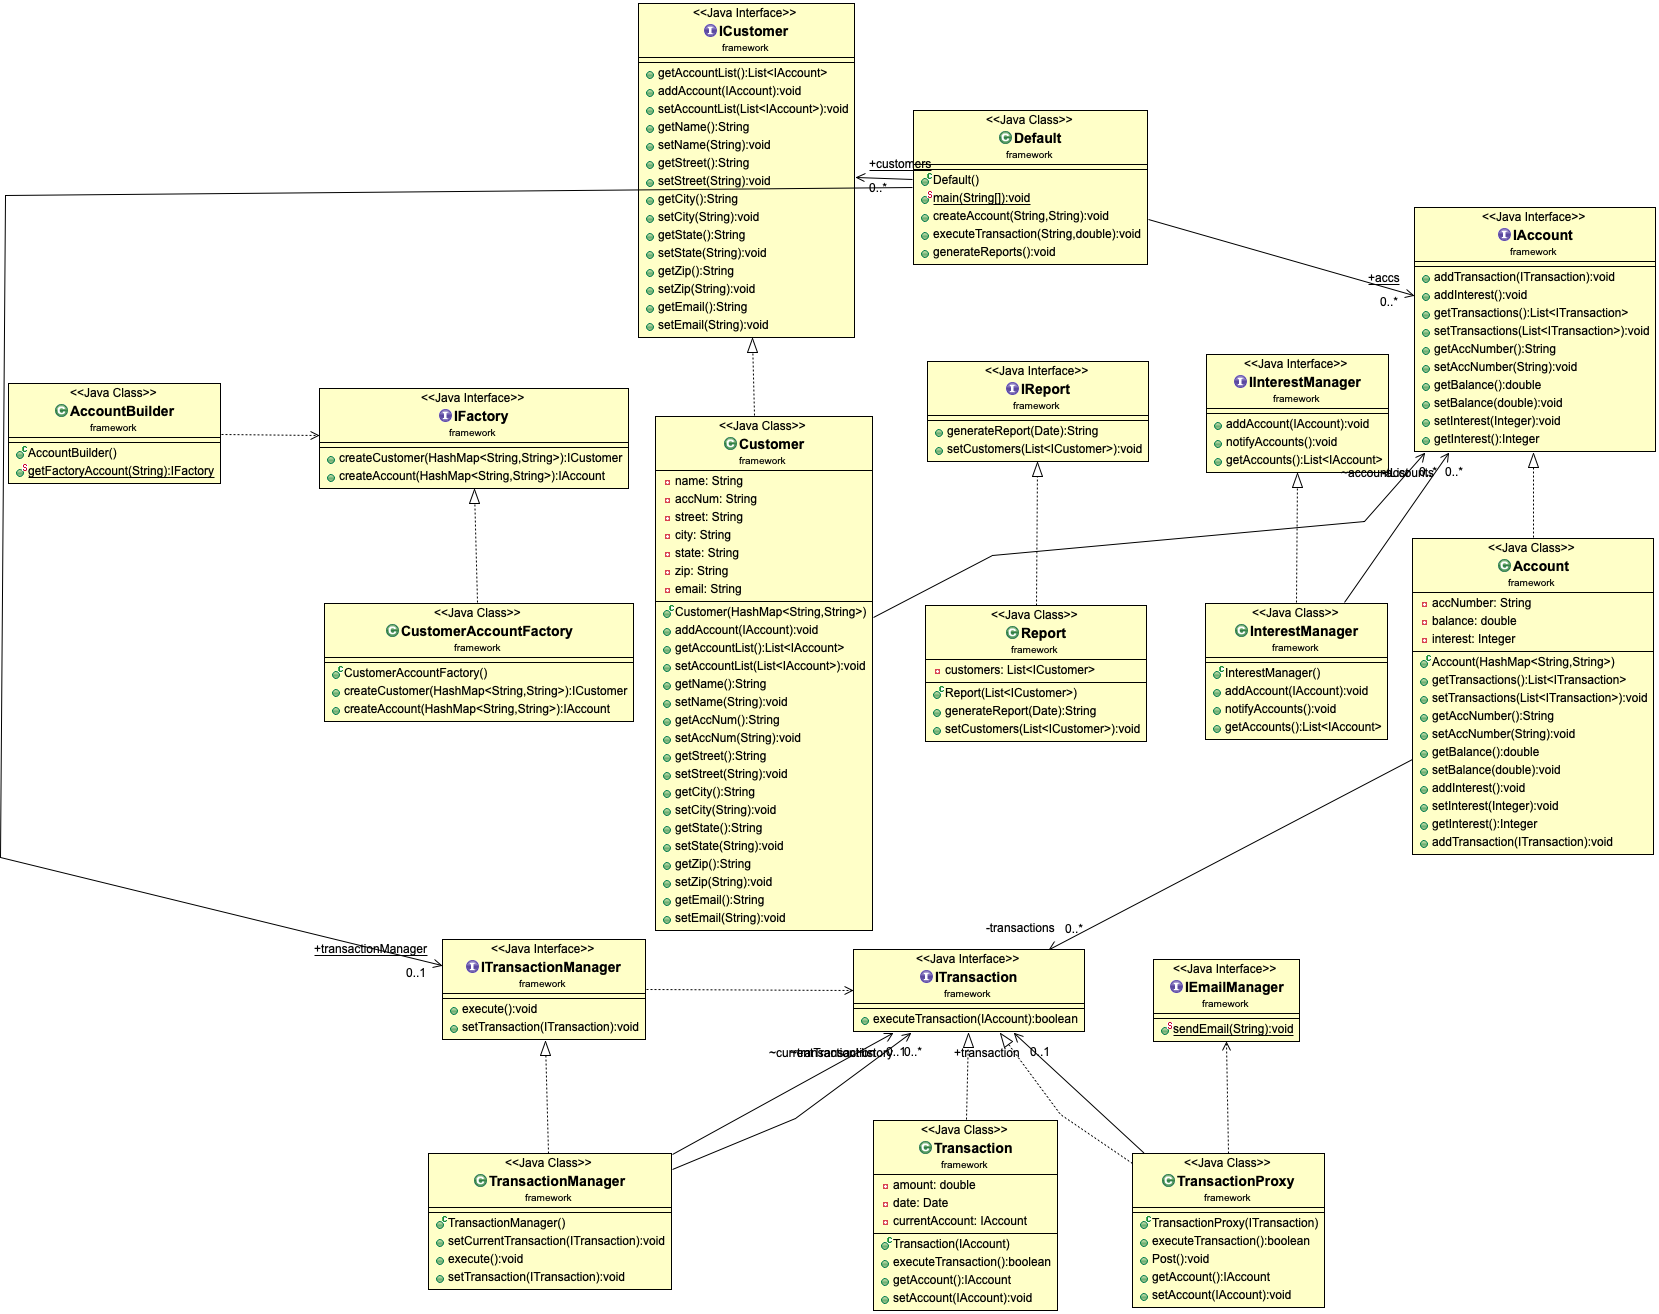 <<Java Interface>>
ICustomer
framework
getAccountList():List<IAccount>
addAccount(IAccount):void
setAccountList(List<IAccount>):void
getName():String
setName(String):void
getStreet():String
setStreet(String):void
getCity():String
setCity(String):void
getState():String
setState(String):void
getZip():String
setZip(String):void
getEmail():String
setEmail(String):void
<<Java Class>>
Default
framework
Default()
main(String[]):void
createAccount(String,String):void
executeTransaction(String,double):void
generateReports():void
+customers
0..*
+accs
0..*
<<Java Interface>>
IAccount
framework
addTransaction(ITransaction):void
addInterest():void
getTransactions():List<ITransaction>
setTransactions(List<ITransaction>):void
getAccNumber():String
setAccNumber(String):void
getBalance():double
setBalance(double):void
setInterest(Integer):void
getInterest():Integer
<<Java Class>>
AccountBuilder
framework
AccountBuilder()
getFactoryAccount(String):IFactory
<<Java Interface>>
IFactory
framework
createCustomer(HashMap<String,String>):ICustomer
createAccount(HashMap<String,String>):IAccount
<<Java Class>>
Customer
framework
name: String
accNum: String
street: String
city: String
state: String
zip: String
email: String
Customer(HashMap<String,String>)
addAccount(IAccount):void
getAccountList():List<IAccount>
setAccountList(List<IAccount>):void
getName():String
setName(String):void
getAccNum():String
setAccNum(String):void
getStreet():String
setStreet(String):void
getCity():String
setCity(String):void
getState():String
setState(String):void
getZip():String
setZip(String):void
getEmail():String
setEmail(String):void
<<Java Interface>>
IReport
framework
generateReport(Date):String
setCustomers(List<ICustomer>):void
<<Java Interface>>
IInterestManager
framework
addAccount(IAccount):void
notifyAccounts():void
getAccounts():List<IAccount>
0..*
0..*
<<Java Class>>
CustomerAccountFactory
framework
CustomerAccountFactory()
createCustomer(HashMap<String,String>):ICustomer
createAccount(HashMap<String,String>):IAccount
<<Java Class>>
Report
framework
customers: List<ICustomer>
Report(List<ICustomer>)
generateReport(Date):String
setCustomers(List<ICustomer>):void
<<Java Class>>
InterestManager
framework
InterestManager()
addAccount(IAccount):void
notifyAccounts():void
getAccounts():List<IAccount>
<<Java Class>>
Account
framework
accNumber: String
balance: double
interest: Integer
Account(HashMap<String,String>)
getTransactions():List<ITransaction>
setTransactions(List<ITransaction>):void
getAccNumber():String
setAccNumber(String):void
getBalance():double
setBalance(double):void
addInterest():void
setInterest(Integer):void
getInterest():Integer
addTransaction(ITransaction):void
-transactions
0..*
+transactionManager
0..1
<<Java Interface>>
ITransactionManager
framework
execute():void
setTransaction(ITransaction):void
<<Java Interface>>
ITransaction
framework
executeTransaction(IAccount):boolean
<<Java Interface>>
IEmailManager
framework
sendEmail(String):void
0..1
0..*
+transaction
0..1
<<Java Class>>
TransactionManager
framework
TransactionManager()
setCurrentTransaction(ITransaction):void
execute():void
setTransaction(ITransaction):void
<<Java Class>>
Transaction
framework
amount: double
date: Date
currentAccount: IAccount
Transaction(IAccount)
executeTransaction():boolean
getAccount():IAccount
setAccount(IAccount):void
<<Java Class>>
TransactionProxy
framework
TransactionProxy(ITransaction)
executeTransaction():boolean
Post():void
getAccount():IAccount
setAccount(IAccount):void